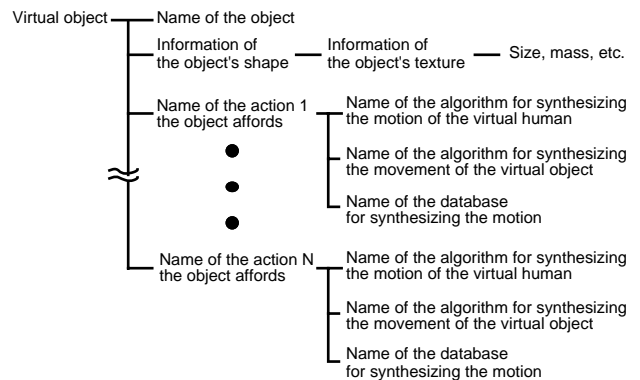 Virtual object
Name of the object
Information of
the object's shape
Information of
the object's texture
Size, mass, etc.
Name of the action 1
the object affords
Name of the algorithm for synthesizing
the motion of the virtual human
Name of the algorithm for synthesizing
the movement of the virtual object
Name of the database
for synthesizing the motion
Name of the action N
the object affords
Name of the algorithm for synthesizing
the motion of the virtual human
Name of the algorithm for synthesizing
the movement of the virtual object
Name of the database
for synthesizing the motion